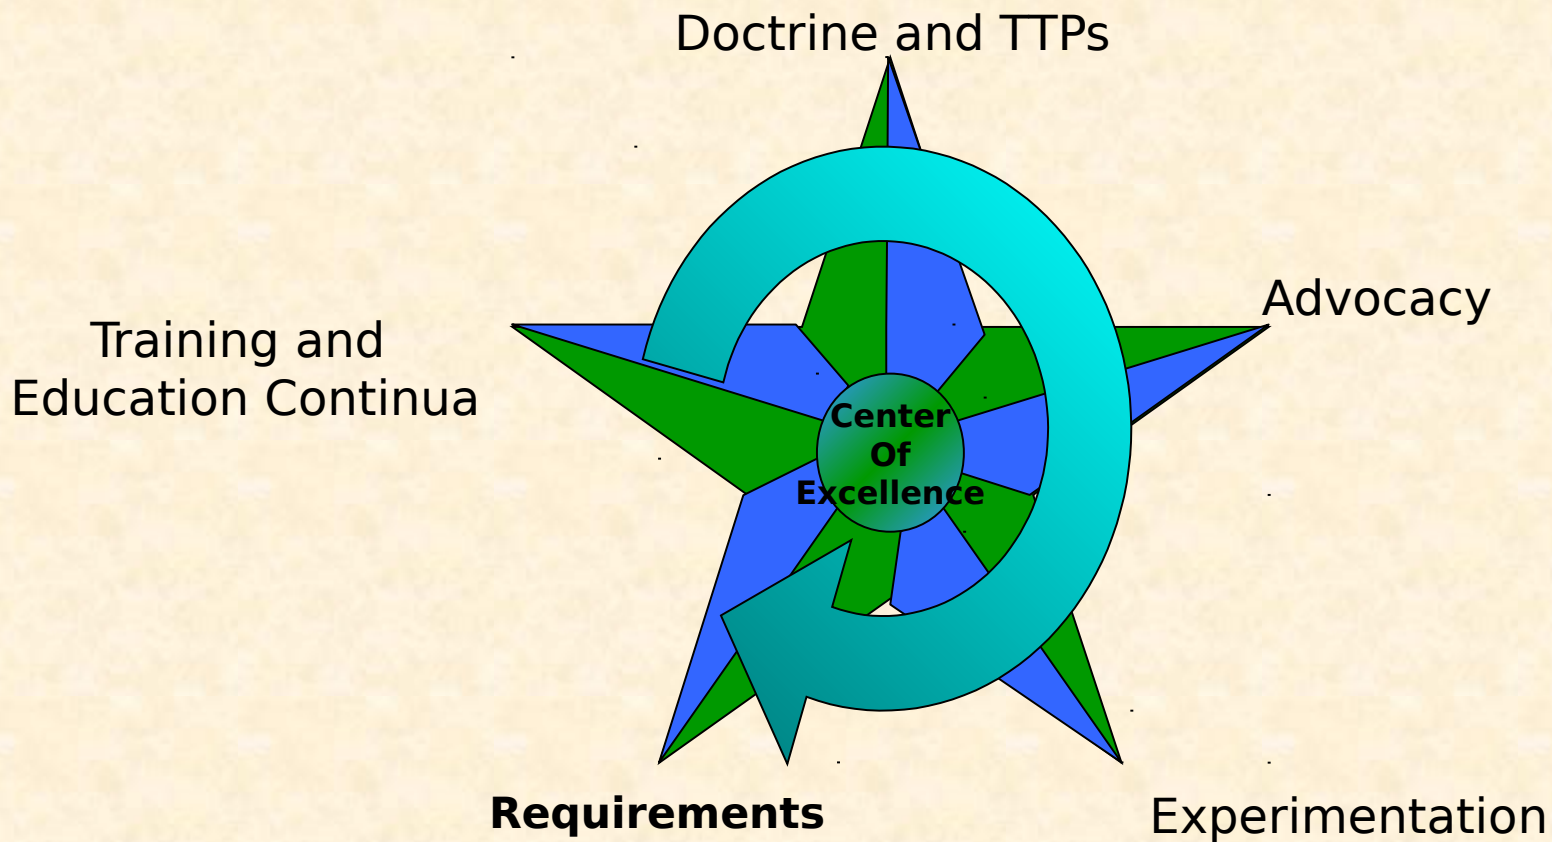 Doctrine and TTPs
Advocacy
Training and
Education Continua
Center
Of
Excellence
Requirements
Experimentation